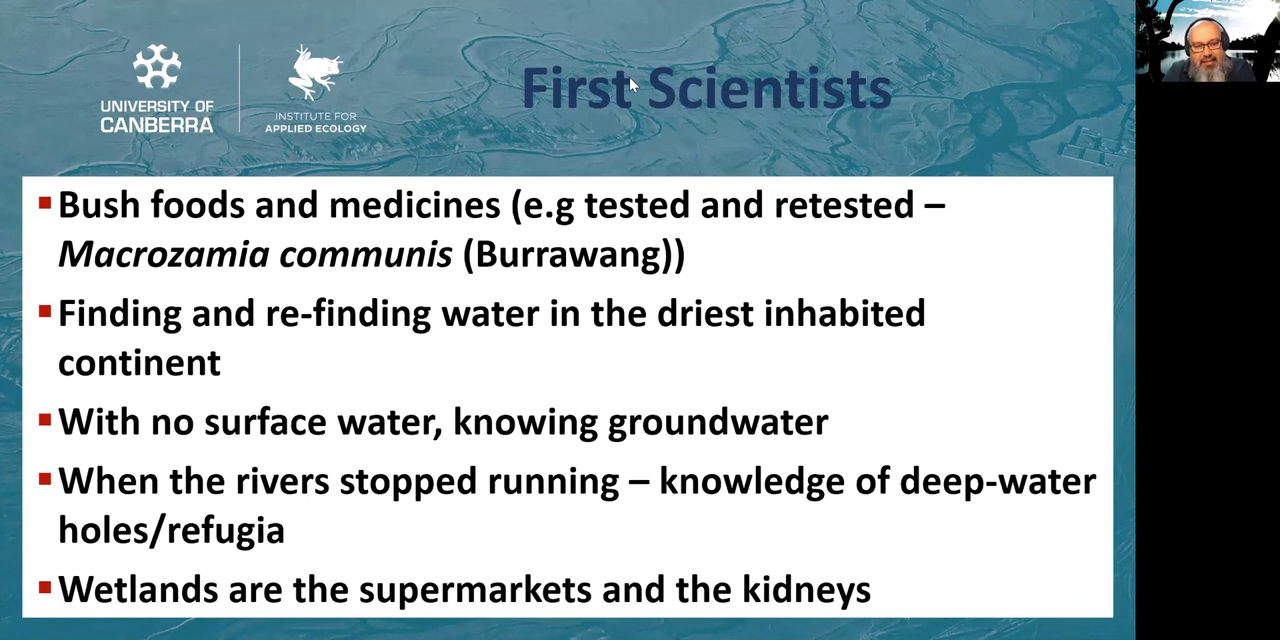 UNIVERSITY OF
CANBERRA
INSTITUTE FOR
APPLIED ECOLOGY
First Scientists
Bush foods and medicines (e.g tested and retested –
Macrozamia communis (Burrawang))
Finding and re-finding water in the driest inhabited
continent
With no surface water, knowing groundwater
When the rivers stopped running – knowledge of deep-water
holes/refugia
Wetlands are the supermarkets and the kidneys